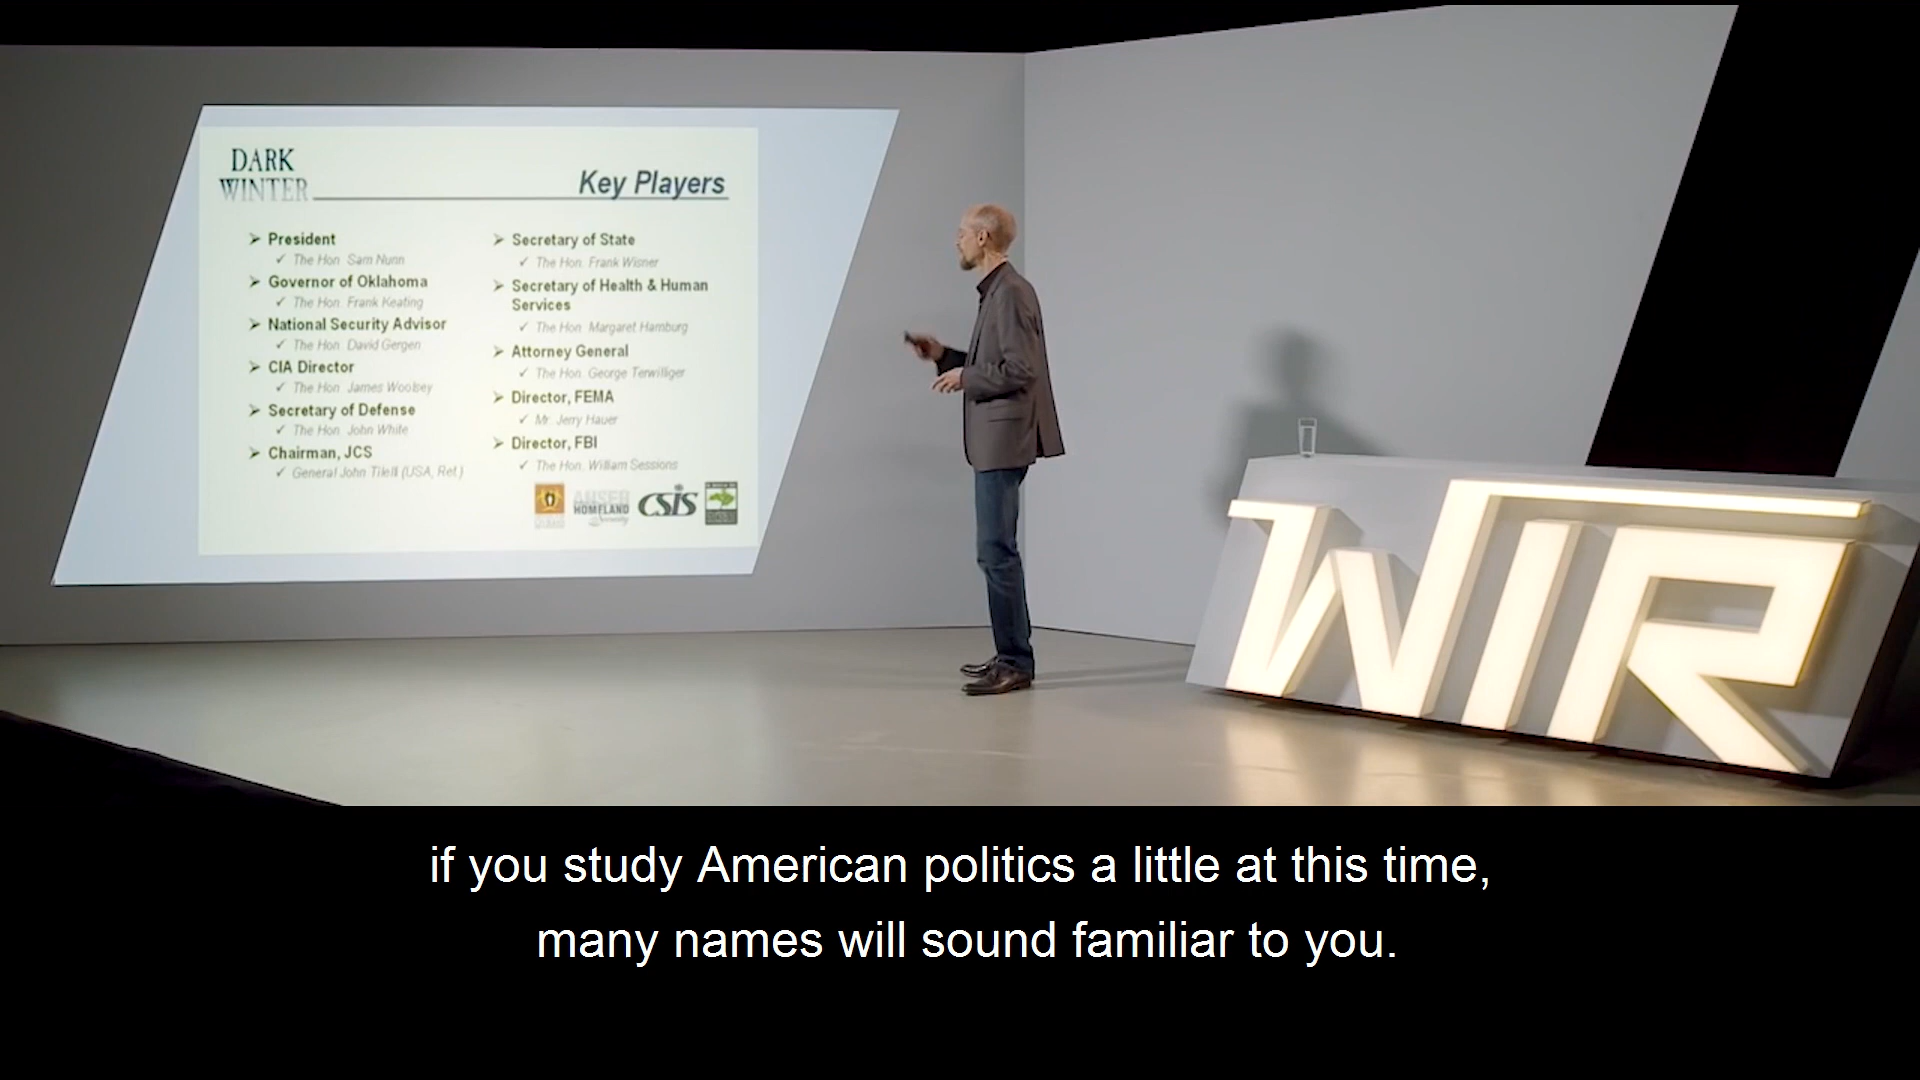 DARK
WINTER
Key Players
President
The Hon. Sam Nunn
Governor of Oklahoma
The Hon. Frank Keating
National Security Advisor
The Hon. David Gergen
CIA Director
The Hon. James Woolsey
Secretary of Defense
The Hon. John White
Chairman, JCS
General John Tilelli (USA, Ret.)
Secretary of State
The Hon. Frank Wisner
Secretary of Health & Human
Services
The Hon. Margaret Hamburg
Attorney General
The Hon. George Terwilliger
Director, FEMA
Mr. Jerry Hauer
Director, FBI
The Hon. William Sessions
ANSER
HOMELAND
Security
CSIS
WIR
if you study American politics a little at this time,
many names will sound familiar to you.